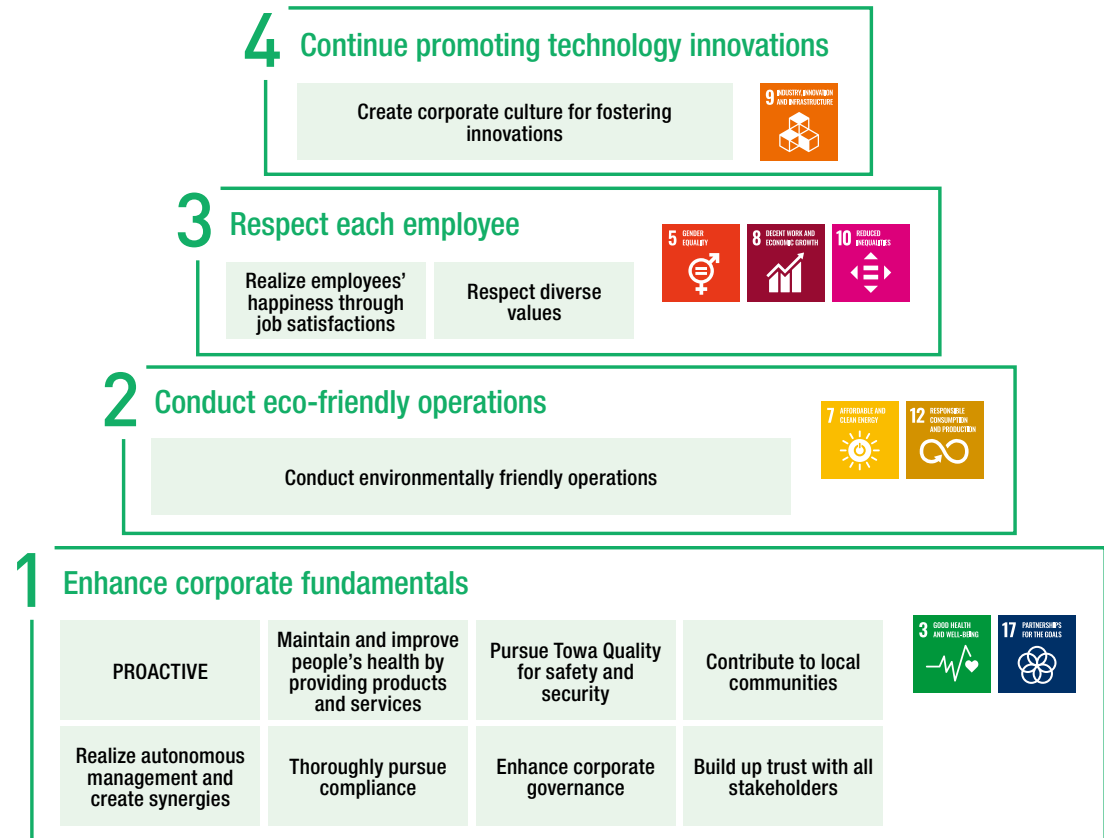 4 Continue promoting technology innovations
Create corporate culture for fostering
innovations
9 INDUSTRY, INNOVATION
AND INFRASTRUCTURE
3 Respect each employee
Realize employees'
happiness through
job satisfactions
Respect diverse
values
5 GENDER
EQUALITY
8 DECENT WORK AND
ECONOMIC GROWTH
10 REDUCED
INEQUALITIES
2 Conduct eco-friendly operations
Conduct environmentally friendly operations
7 AFFORDABLE AND
CLEAN ENERGY
12 RESPONSIBLE
CONSUMPTION
AND PRODUCTION
1 Enhance corporate fundamentals
PROACTIVE
Maintain and improve
people's health by
providing products
and services
Pursue Towa Quality
for safety and
security
Contribute to local
communities
3 GOOD HEALTH
AND WELL-BEING
17 PARTNERSHIPS
FOR THE GOALS
Realize autonomous
management and
create synergies
Thoroughly pursue
compliance
Enhance corporate
governance
Build up trust with all
stakeholders